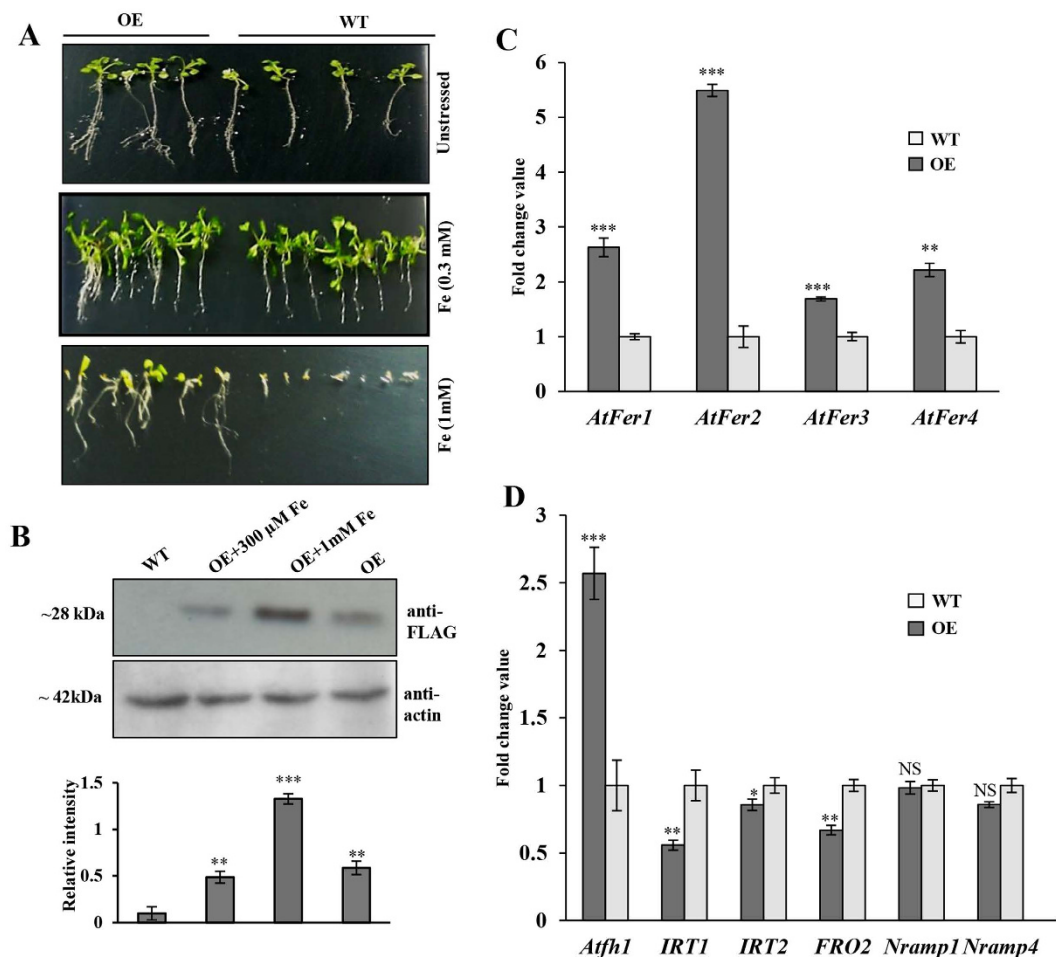 A
OE
WT
Unstressed
Fe (0.3 mM)
Fe (1mM)
B
WT
OE+300 µM Fe
OE+1mM Fe
OE
~28 kDa
anti-
FLAG
~ 42kDa
anti-
actin
Relative intensity
1.5
1
0.5
0
**
***
**
C
Fold change value
6
5
4
3
2
1
0
***
***
***
**
WT
OE
AtFer1
AtFer2
AtFer3
AtFer4
D
Fold change value
3
2.5
2
1.5
1
0.5
0
***
**
*
**
NS
NS
WT
OE
Atfh1
IRT1
IRT2
FRO2
Nramp1
Nramp4